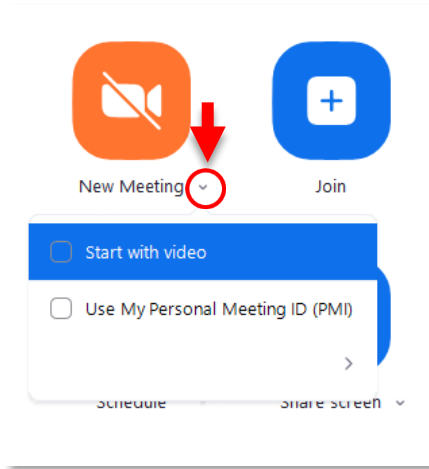 New Meeting
Join
Start with video
Use My Personal Meeting ID (PMI)
Schedule
Share screen